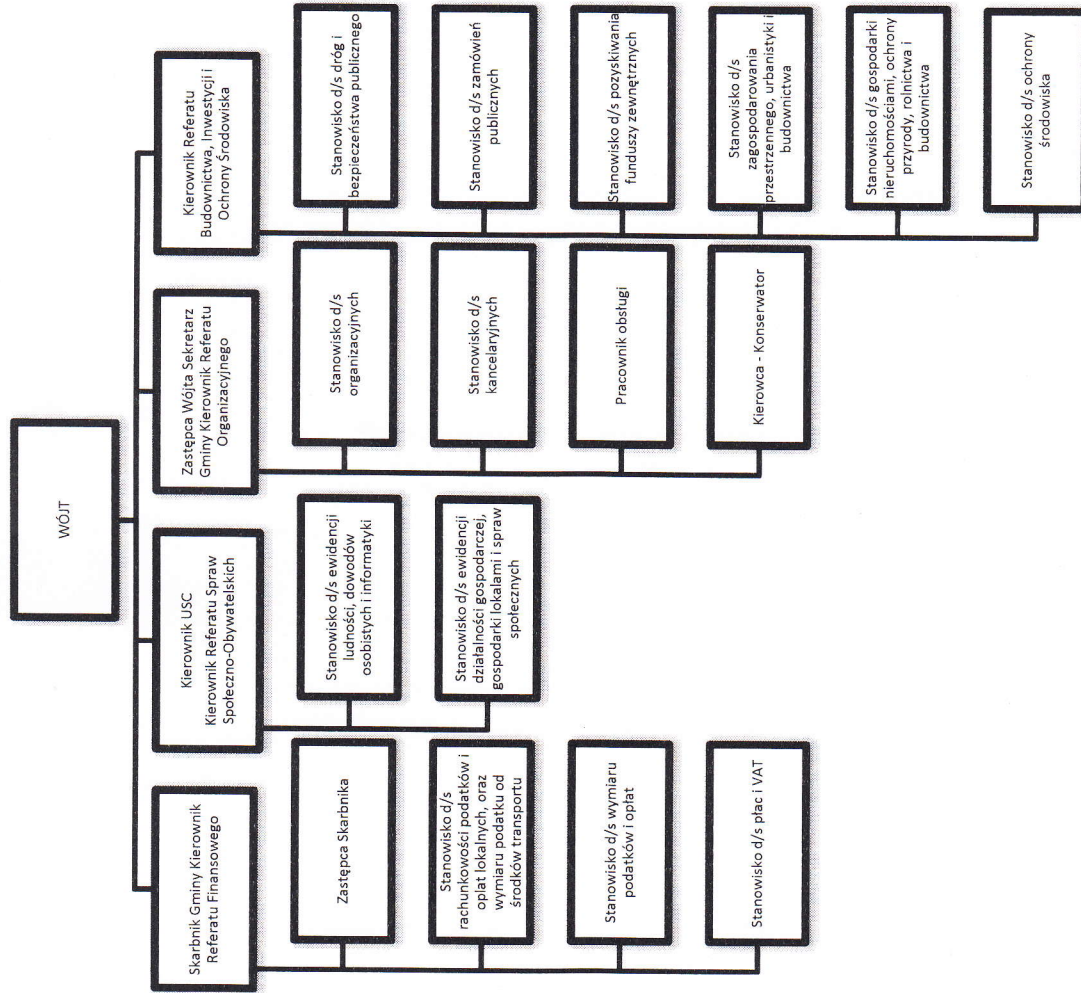 WÓJT
Skarbnik Gminy Kierownik
Referatu Finansowego
Zastępca Skarbnika
Stanowisko d/s
rachunkowości podatków i
opłat lokalnych, oraz
wymiaru podatku od
środków transportu
Stanowisko d/s wymiaru
podatków i opłat
Stanowisko d/s płac i VAT
Kierownik USC
Kierownik Referatu Spraw
Społeczno-Obywatelskich
Stanowisko d/s ewidencji
ludności, dowodów
osobistych i informatyki
Stanowisko d/s ewidencji
działalności gospodarczej,
gospodarki lokalami i spraw
społecznych
Zastępca Wójta Sekretarz
Gminy Kierownik Referatu
Organizacyjnego
Stanowisko d/s
organizacyjnych
Stanowisko d/s
kancelaryjnych
Pracownik obsługi
Kierowca - Konserwator
Kierownik Referatu
Budownictwa, Inwestycji i
Ochrony Środowiska
Stanowisko d/s dróg i
bezpieczeństwa publicznego
Stanowisko d/s zamówień
publicznych
Stanowisko d/s pozyskiwania
funduszy zewnętrznych
Stanowisko d/s
zagospodarowania
przestrzennego, urbanistyki i
budownictwa
Stanowisko d/s gospodarki
nieruchomościami, ochrony
przyrody, rolnictwa i
budownictwa
Stanowisko d/s ochrony
środowiska